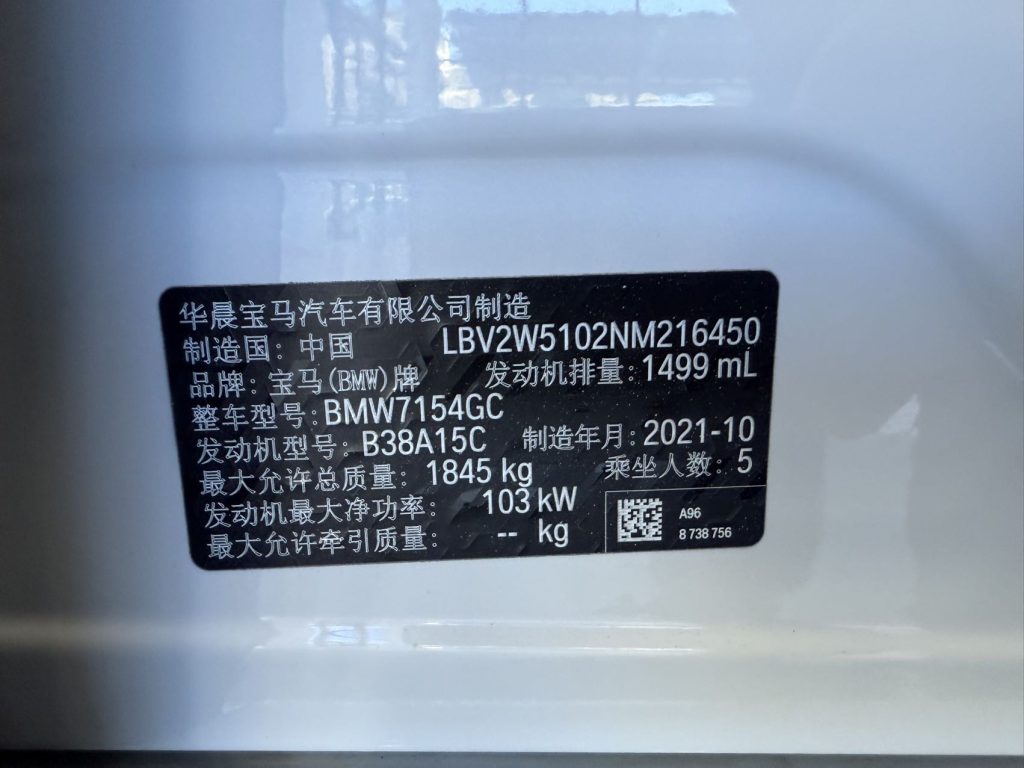 华晨宝马汽车有限公司制造
制造国：中国 LBV2W5102NM216450
品牌：宝马(BMW)牌 发动机排量：1499 mL
整车型号：BMW7154GC
发动机型号：B38A15C 制造年月：2021-10
最大允许总质量：1845 kg 乘坐人数：5
发动机最大净功率：103 kW
最大允许牵引质量：-- kg
A96
8 738 756